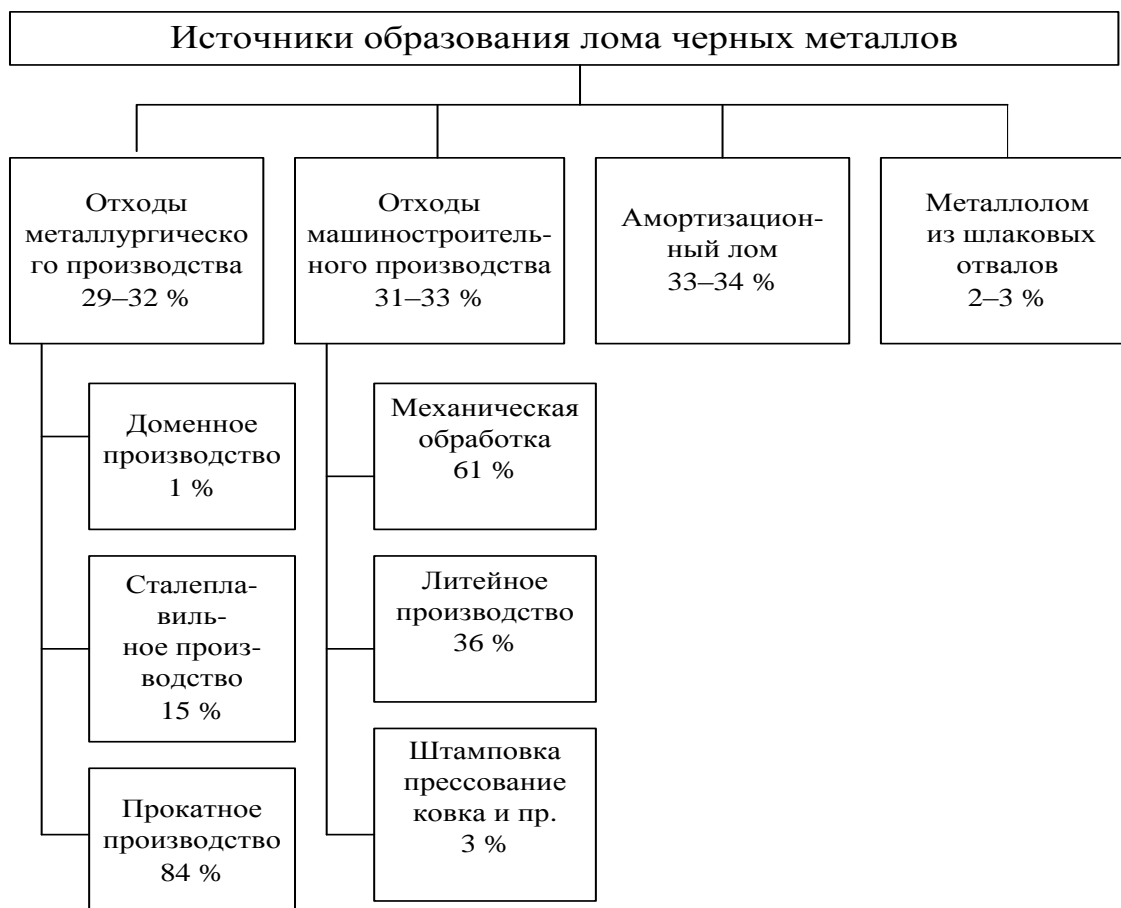 Источники образования лома черных металлов
Отходы
металлургическо
го производства
29–32 %
Отходы
машиностроитель-
ного производства
31–33 %
Амортизацион-
ный лом
33–34 %
Металлолом
из шлаковых
отвалов
2–3 %
Доменное
производство
1 %
Сталепла-
виль-
ное произ-
водство
15 %
Прокатное
производство
84 %
Механическая
обработка
61 %
Литейное
производство
36 %
Штамповка
прессование
ковка и пр.
3 %